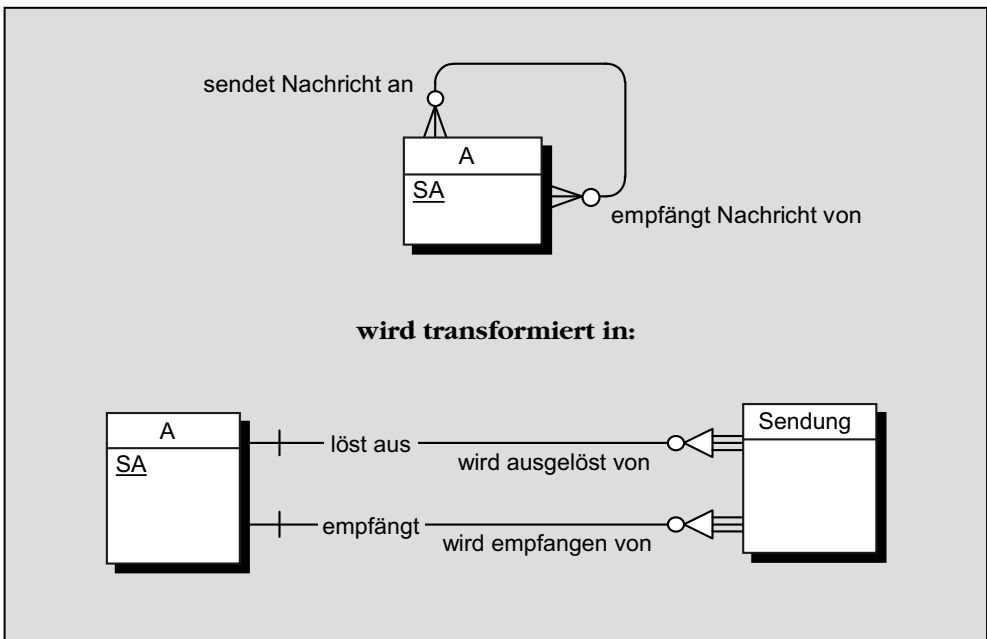 sendet Nachricht an
A
SA
empfängt Nachricht von
wird transformiert in:
A
SA
löst aus
wird ausgelöst von
empfängt
wird empfangen von
Sendung